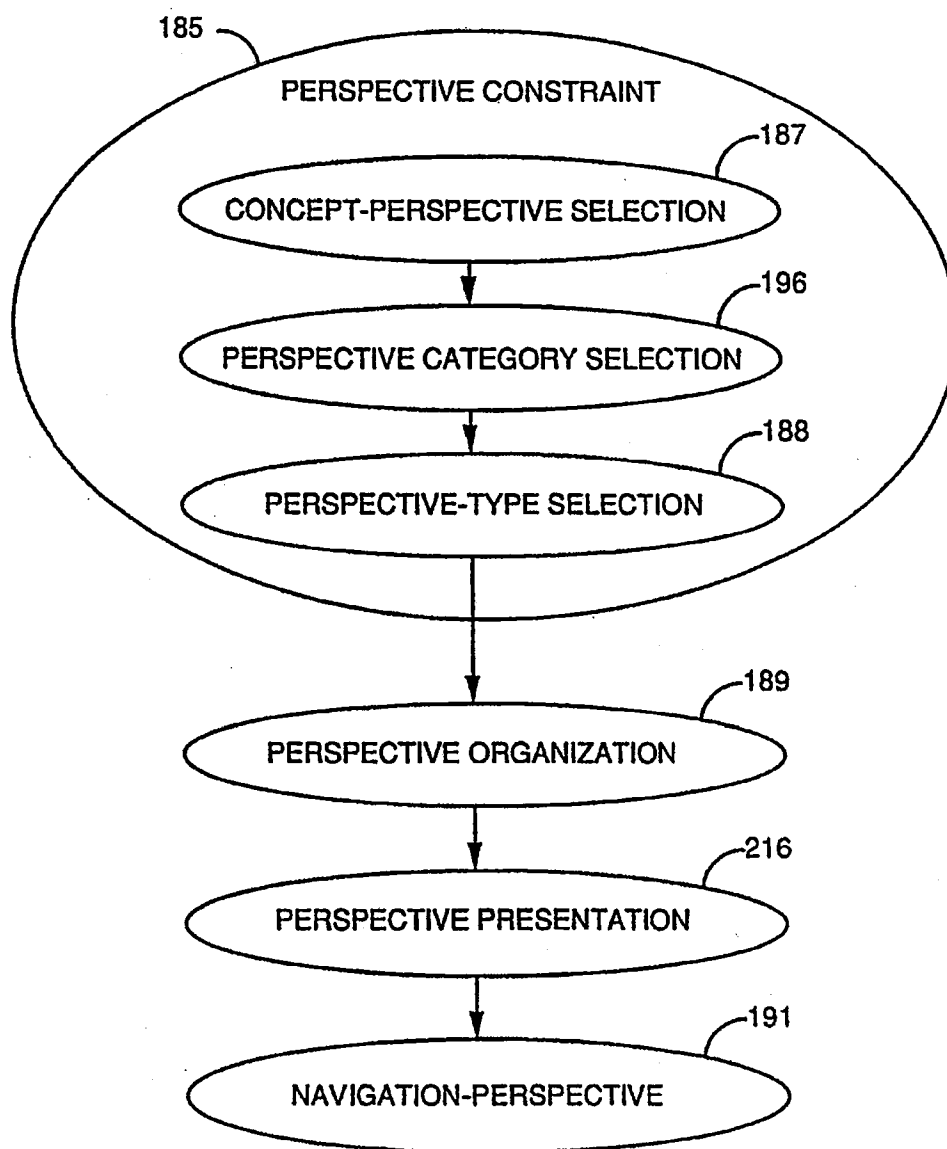 185
PERSPECTIVE CONSTRAINT
187
CONCEPT-PERSPECTIVE SELECTION
196
PERSPECTIVE CATEGORY SELECTION
188
PERSPECTIVE-TYPE SELECTION
189
PERSPECTIVE ORGANIZATION
216
PERSPECTIVE PRESENTATION
191
NAVIGATION-PERSPECTIVE